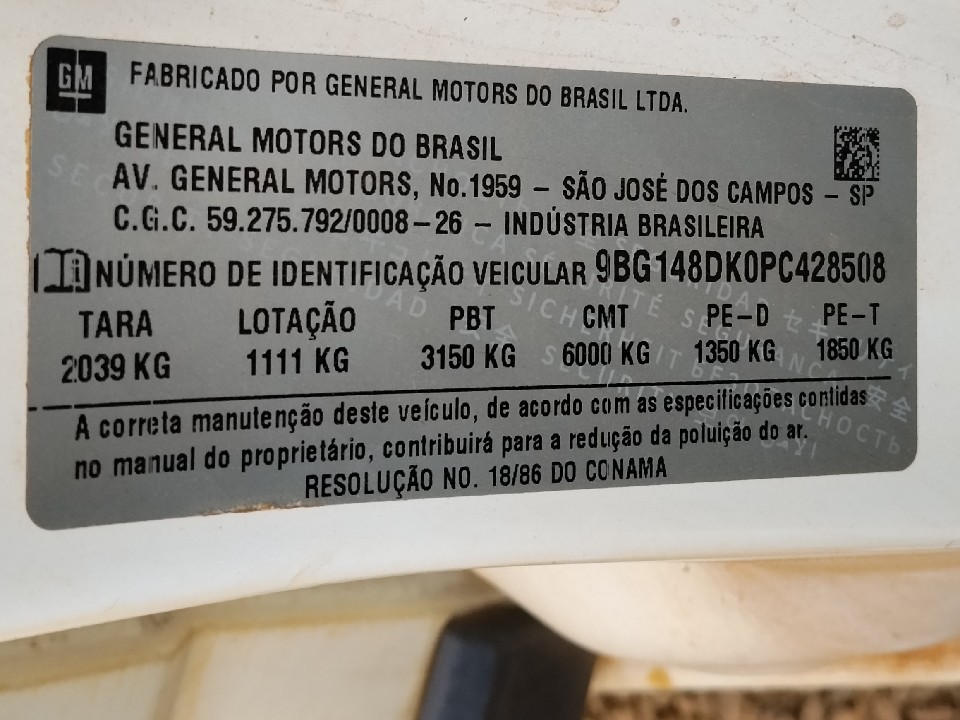 GM FABRICADO POR GENERAL MOTORS DO BRASIL LTDA.
GENERAL MOTORS DO BRASIL
AV. GENERAL MOTORS, No.1959 – SÃO JOSÉ DOS CAMPOS – SP
C.G.C. 59.275.792/0008-26 – INDÚSTRIA BRASILEIRA
NÚMERO DE IDENTIFICAÇÃO VEICULAR 9BG148DK0PC428508
TARA LOTAÇÃO PBT CMT PE-D PE-T
2039 KG 1111 KG 3150 KG 6000 KG 1350 KG 1850 KG
A correta manutenção deste veículo, de acordo com as especificações contidas
no manual do proprietário, contribuirá para a redução da poluição do ar.
RESOLUÇÃO NO. 18/86 DO CONAMA